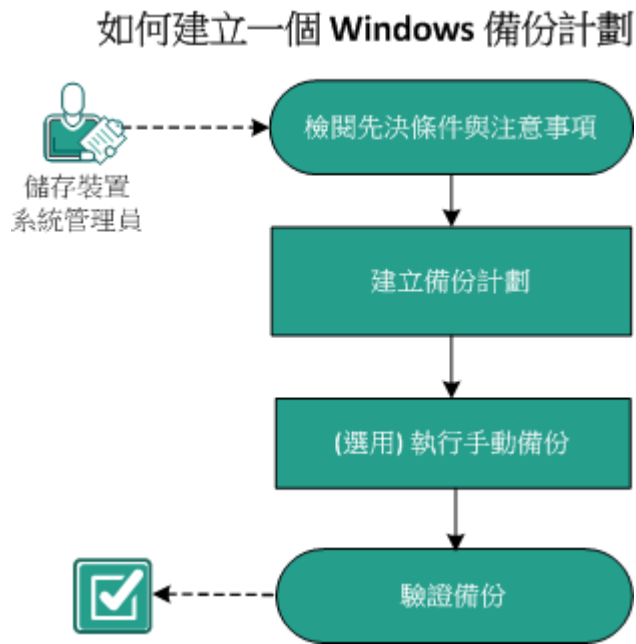 如何建立一個 Windows 備份計劃
檢閱先決條件與注意事項
儲存裝置
系統管理員
建立備份計劃
(選用) 執行手動備份
驗證備份